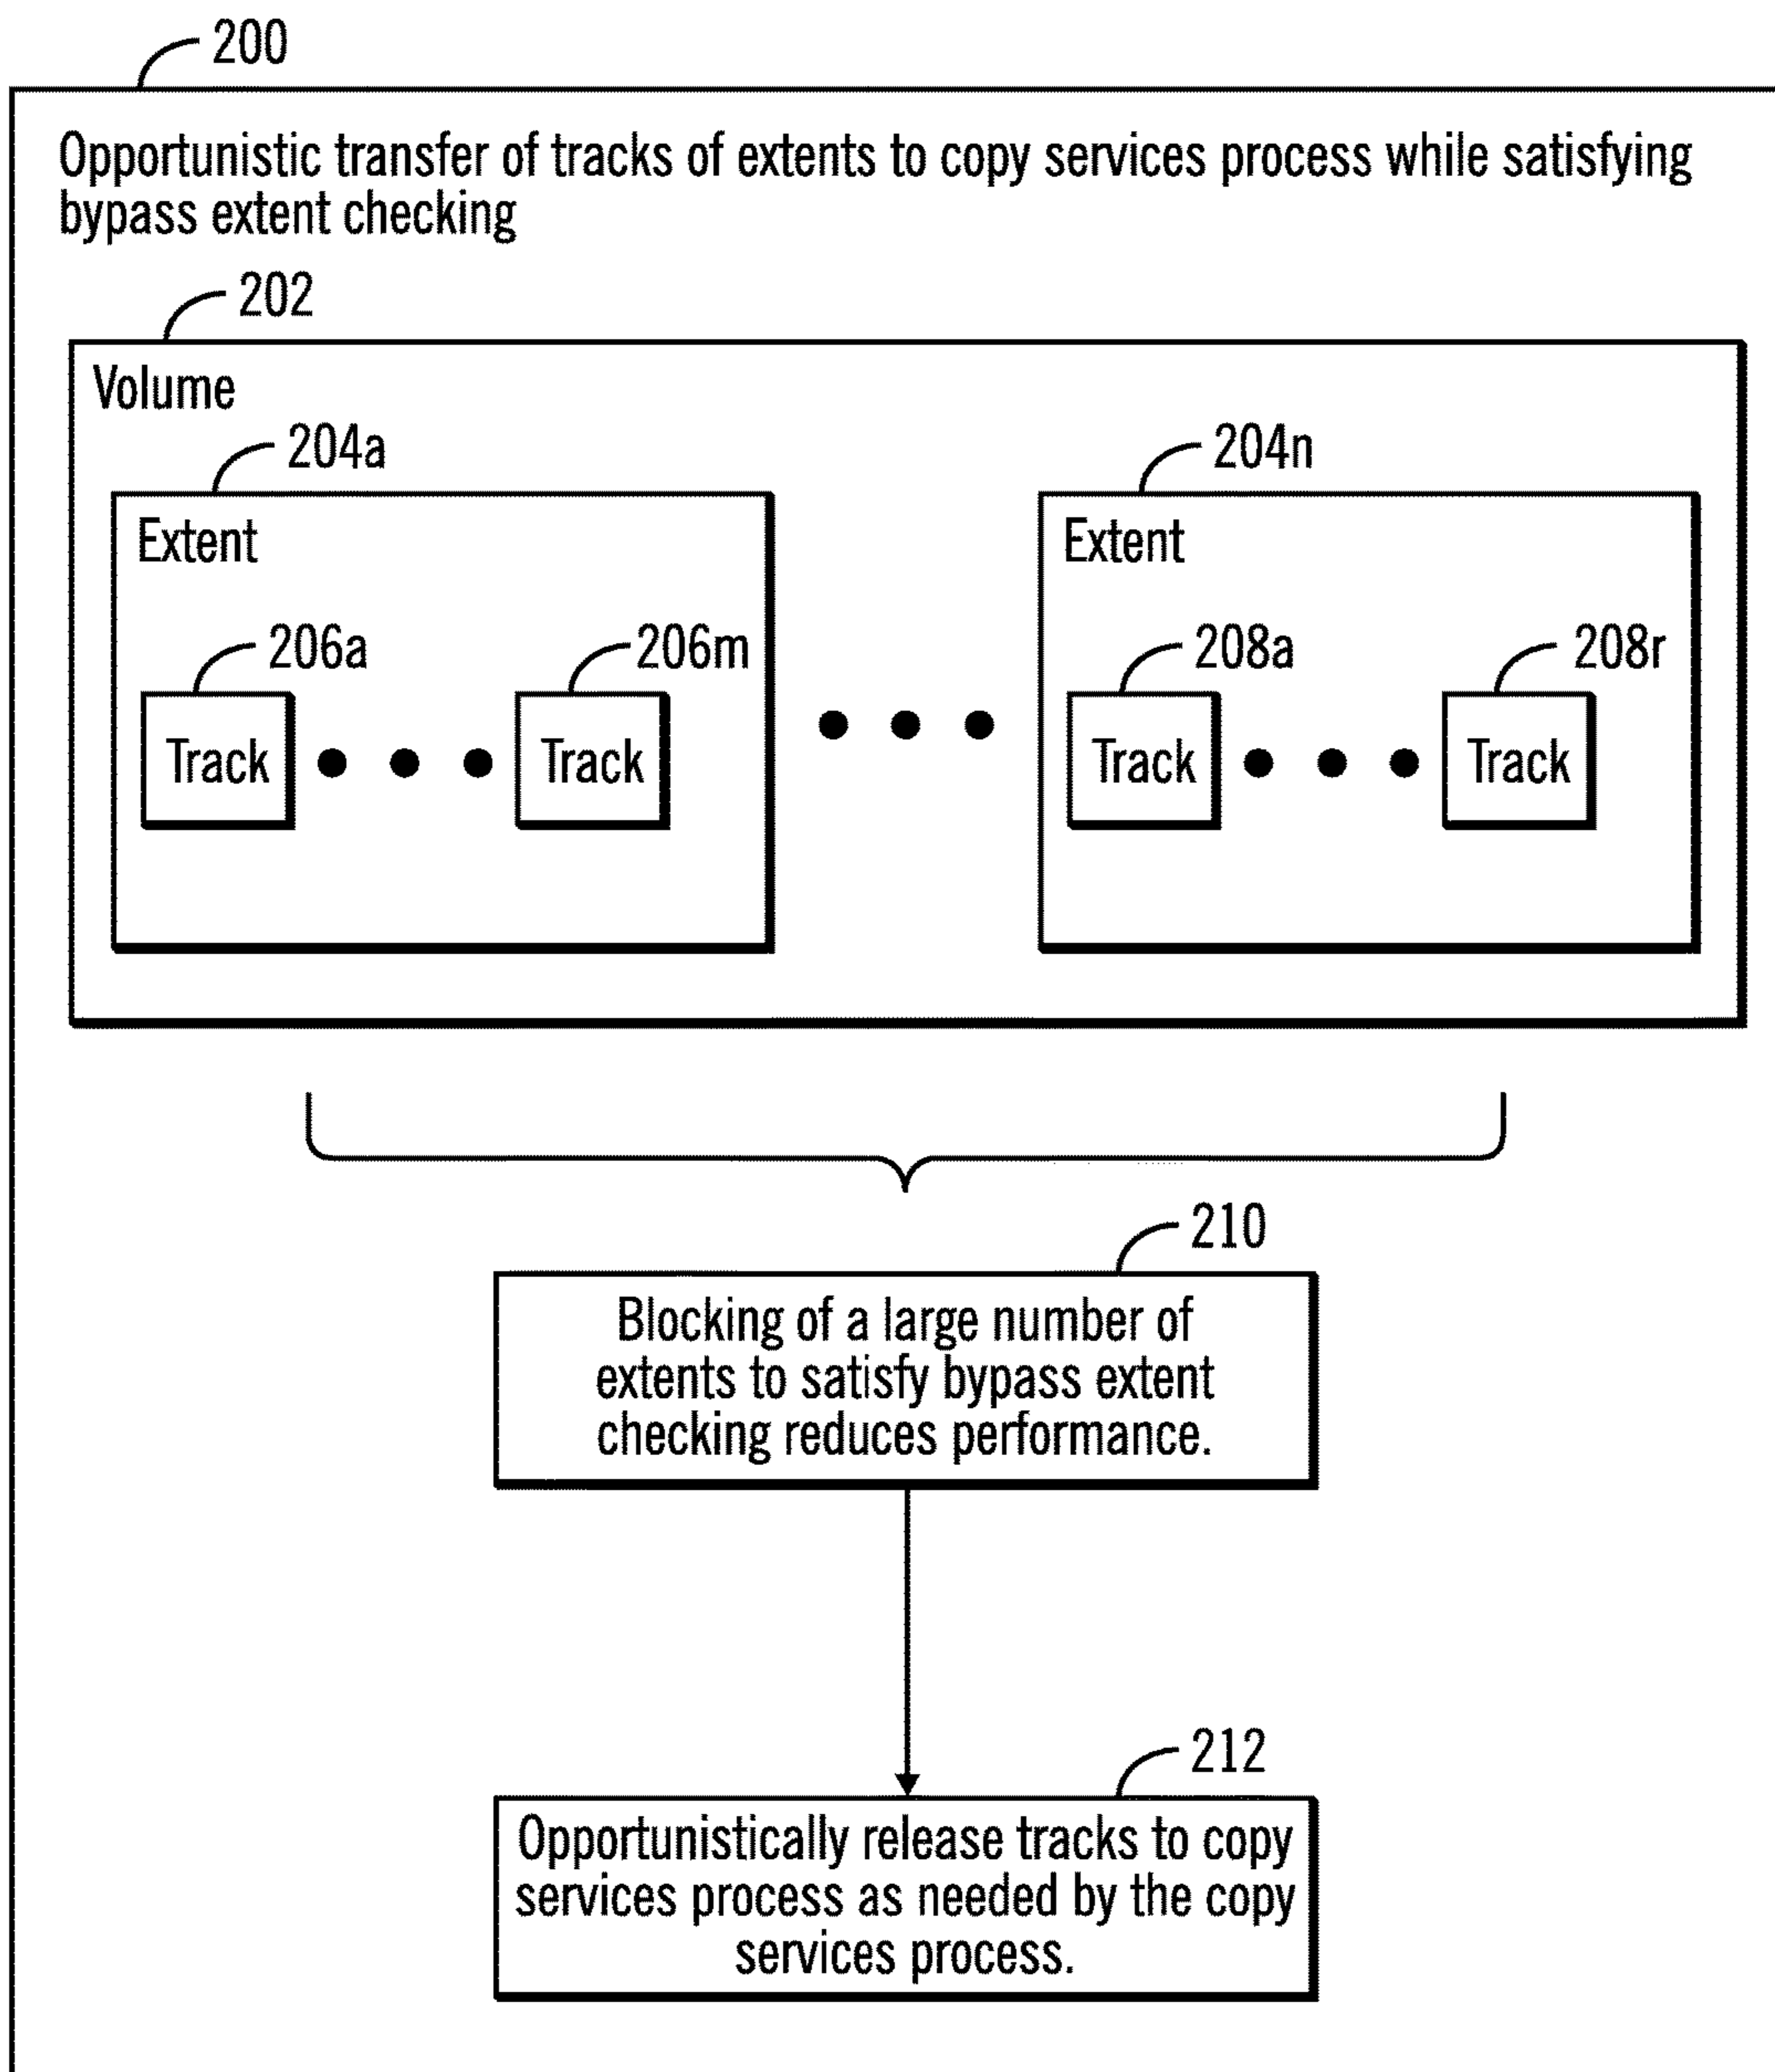 200
Opportunistic transfer of tracks of extents to copy services process while satisfying
bypass extent checking
202
Volume
204a
204n
Extent
Extent
206a
206m
208a
208r
Track
Track
Track
Track
210
Blocking of a large number of
extents to satisfy bypass extent
checking reduces performance.
212
Opportunistically release tracks to copy
services process as needed by the copy
services process.